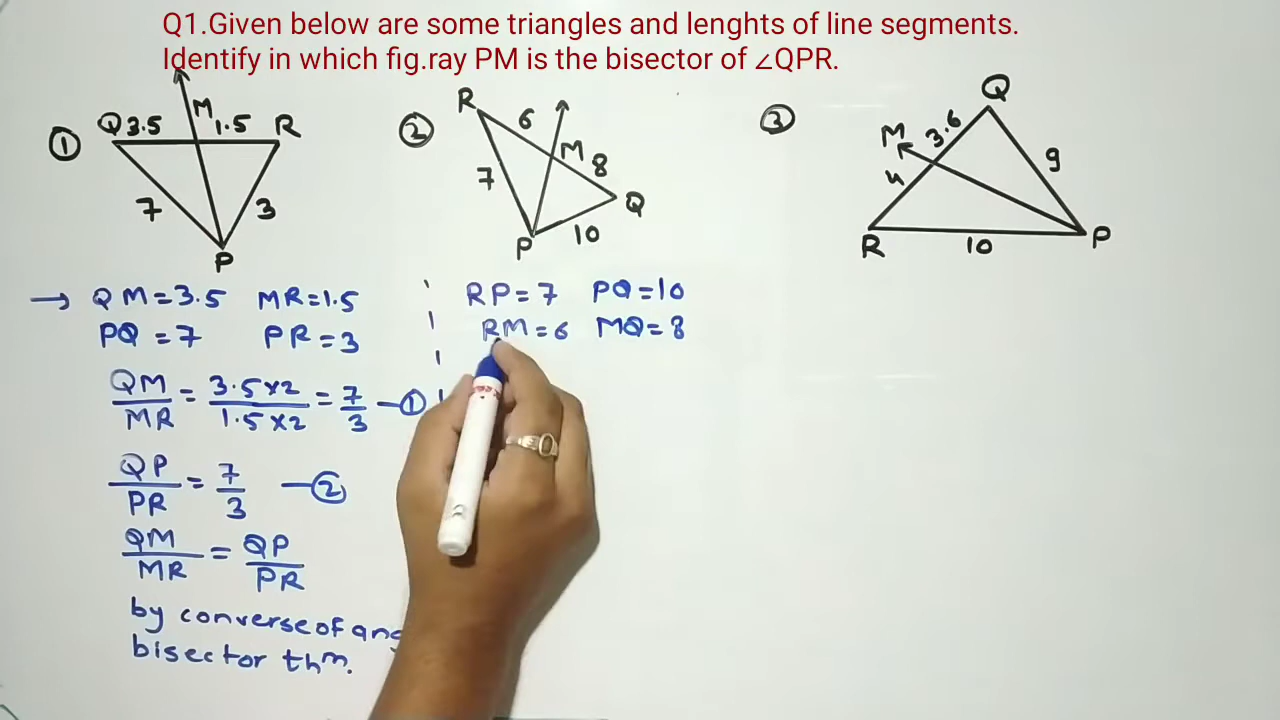 Q1.Given below are some triangles and lenghts of line segments.
Identify in which fig.ray PM is the bisector of ∠QPR.
① Q 3.5 M 1.5 R
7 3
P
② R 6 M 8 Q
7 10
P
③ Q
M 3.6 9
4
R 10 P
→ QM=3.5 MR=1.5
PQ=7 PR=3
QM/MR = 3.5×2/1.5×2 = 7/3 —①
QP/PR = 7/3 —②
QM/MR = QP/PR
by converse of
bisector thm.
RP=7 PQ=10
RM=6 MQ=8